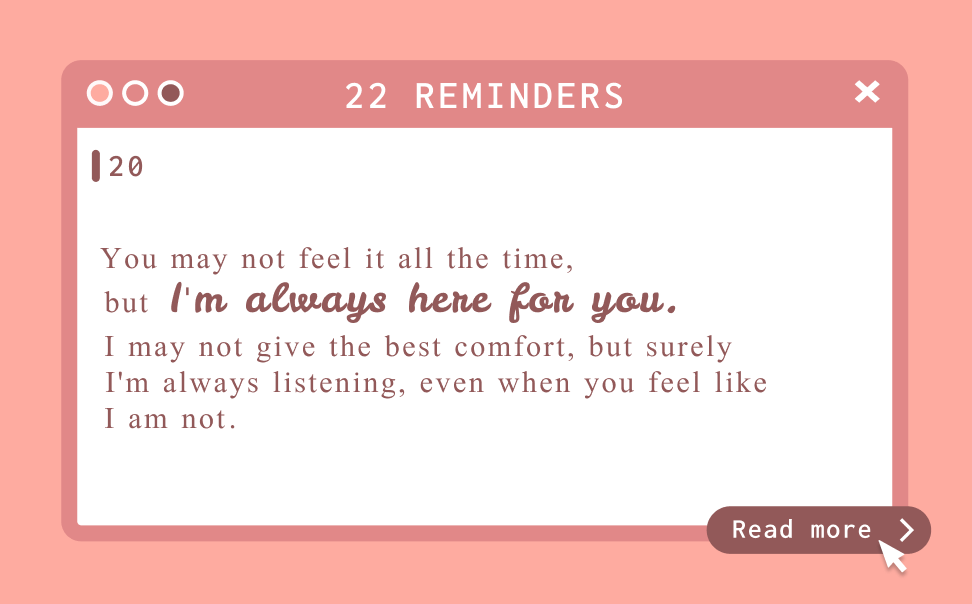 22 REMINDERS
20
You may not feel it all the time,
but I'm always here for you.
I may not give the best comfort, but surely
I'm always listening, even when you feel like
I am not.
Read more